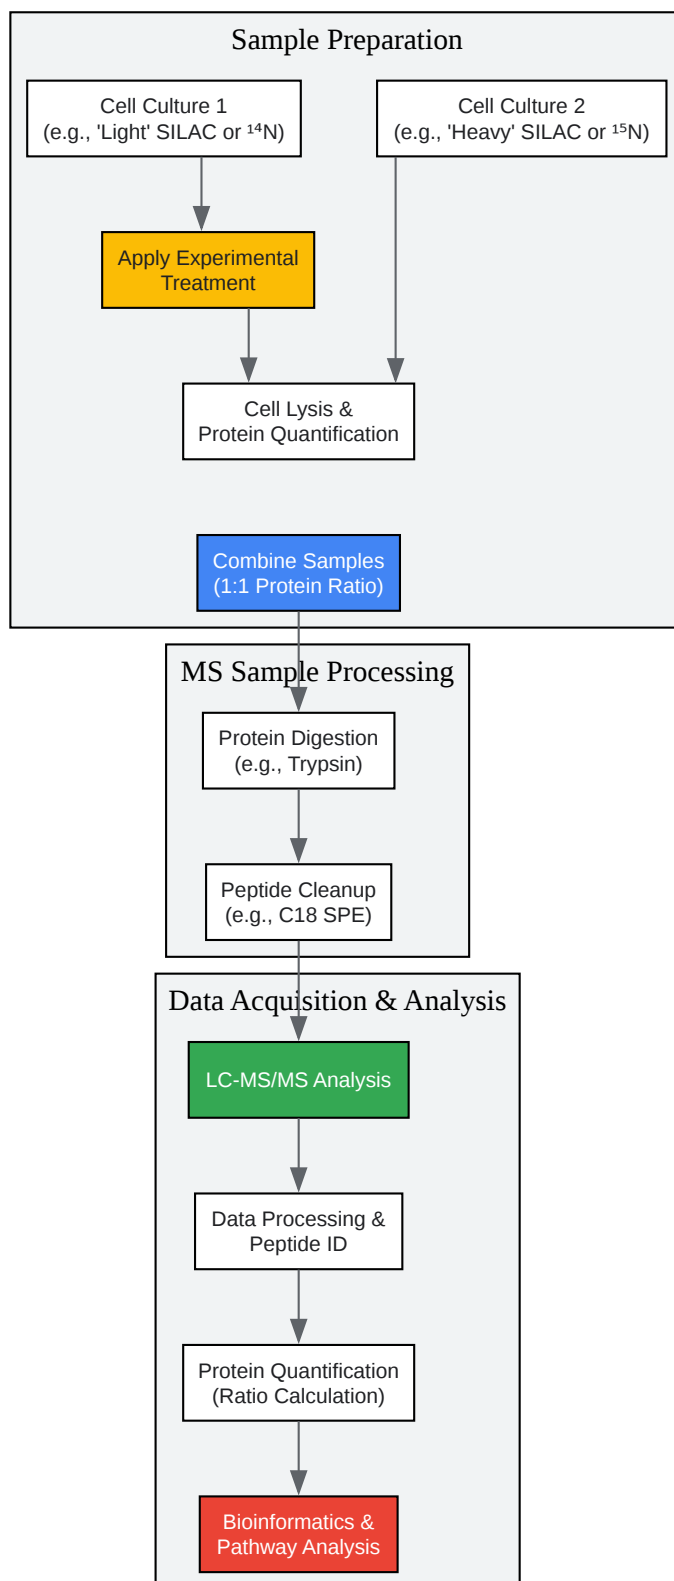 Sample Preparation
Cell Culture 1
(e.g., 'Light' SILAC or ¹⁴N)
Cell Culture 2
(e.g., 'Heavy' SILAC or ¹⁵N)
Apply Experimental
Treatment
Cell Lysis &
Protein Quantification
Combine Samples
(1:1 Protein Ratio)
MS Sample Processing
Protein Digestion
(e.g., Trypsin)
Peptide Cleanup
(e.g., C18 SPE)
Data Acquisition & Analysis
LC-MS/MS Analysis
Data Processing &
Peptide ID
Protein Quantification
(Ratio Calculation)
Bioinformatics &
Pathway Analysis